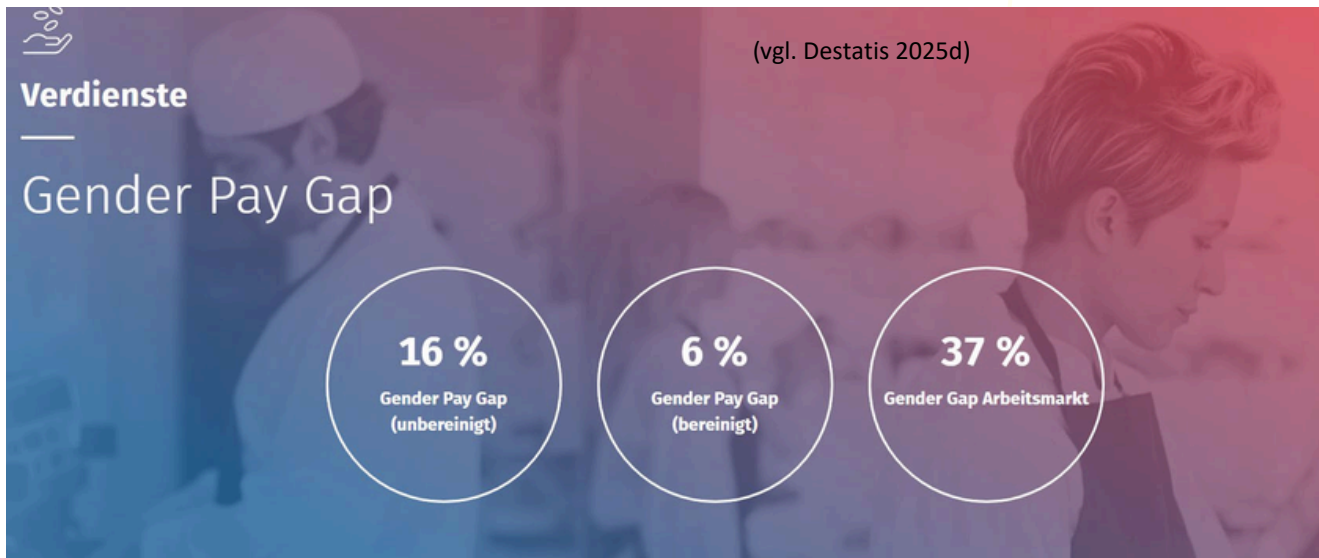 (vgl. Destatis 2025d)
Verdienste
Gender Pay Gap
16 %
Gender Pay Gap
(unbereinigt)
6 %
Gender Pay Gap
(bereinigt)
37 %
Gender Gap Arbeitsmarkt